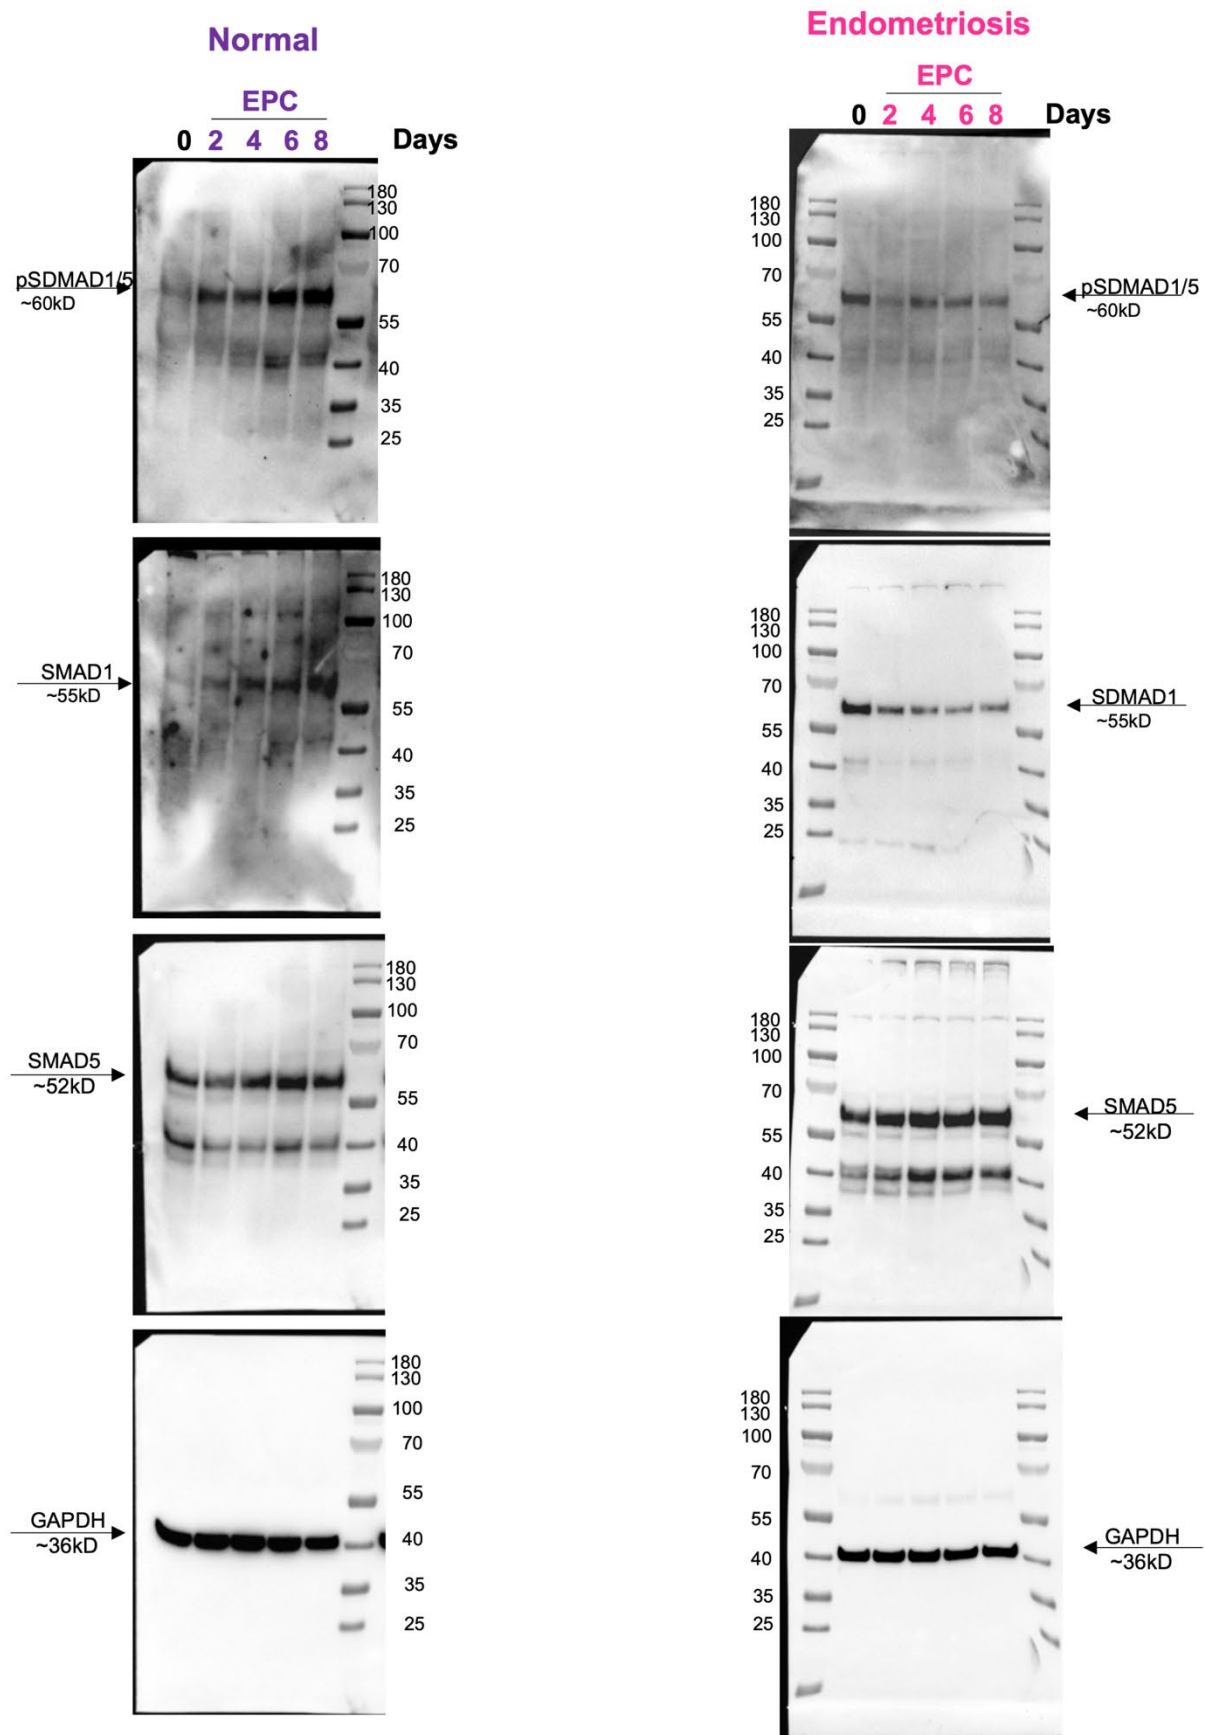 Normal
EPC
0 2 4 6 8 Days
180
130
100
70
55
40
35
25
pSDMAD1/5
~60kD
180
130
100
70
55
40
35
25
SMAD1
~55kD
180
130
100
70
55
40
35
25
SMAD5
~52kD
180
130
100
70
55
40
35
25
GAPDH
~36kD
Endometriosis
EPC
0 2 4 6 8 Days
180
130
100
70
55
40
35
25
pSDMAD1/5
~60kD
180
130
100
70
55
40
35
25
SDMAD1
~55kD
180
130
100
70
55
40
35
25
SMAD5
~52kD
180
130
100
70
55
40
35
25
GAPDH
~36kD